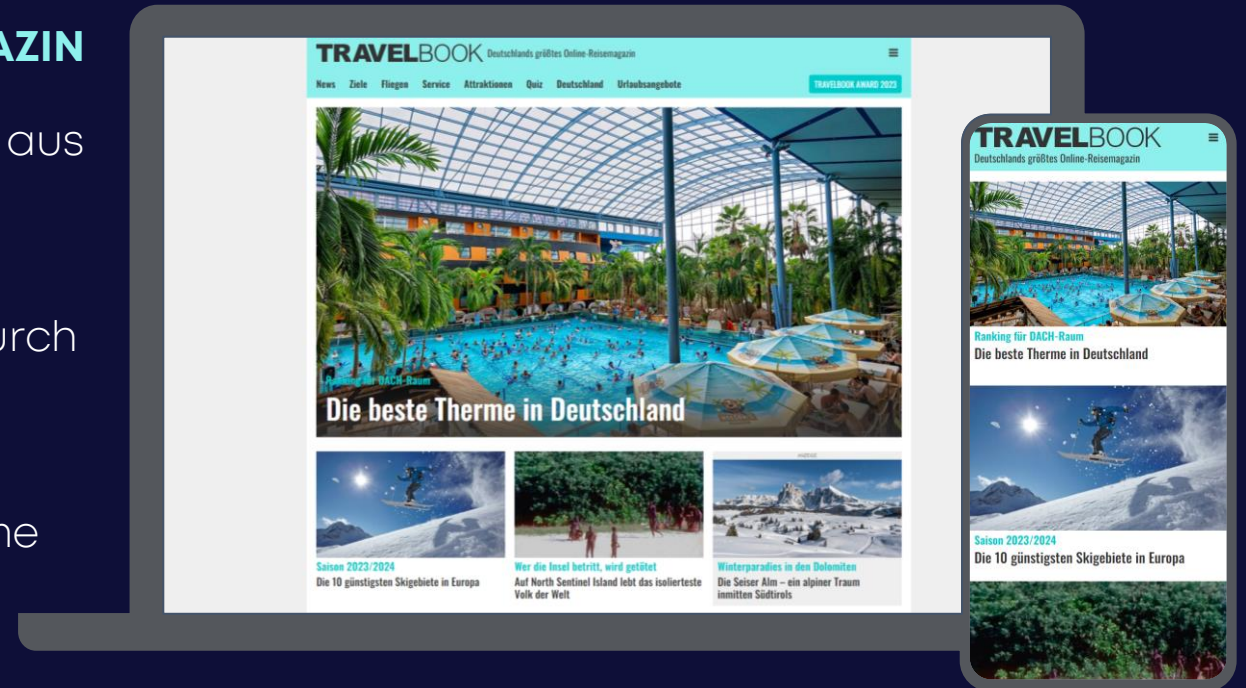 AZIN
aus
urch
ne
TRAVELBOOK Deutschlands größtes Online-Reisemagazin
News Ziele Fliegen Service Attraktionen Quiz Deutschland Urlaubsangebote
TRAVELBOOK AWARD 2023
Ranking für DACH-Raum
Die beste Therme in Deutschland
Saison 2023/2024
Die 10 günstigsten Skigebiete in Europa
Wer die Insel betritt, wird getötet
Auf North Sentinel Island lebt das isolierteste
Volk der Welt
Winterparadies in den Dolomiten
Die Seiser Alm – ein alpiner Traum
inmitten Südtirols
TRAVELBOOK
Deutschlands größtes Online-Reisemagazin
Ranking für DACH-Raum
Die beste Therme in Deutschland
Saison 2023/2024
Die 10 günstigsten Skigebiete in Europa